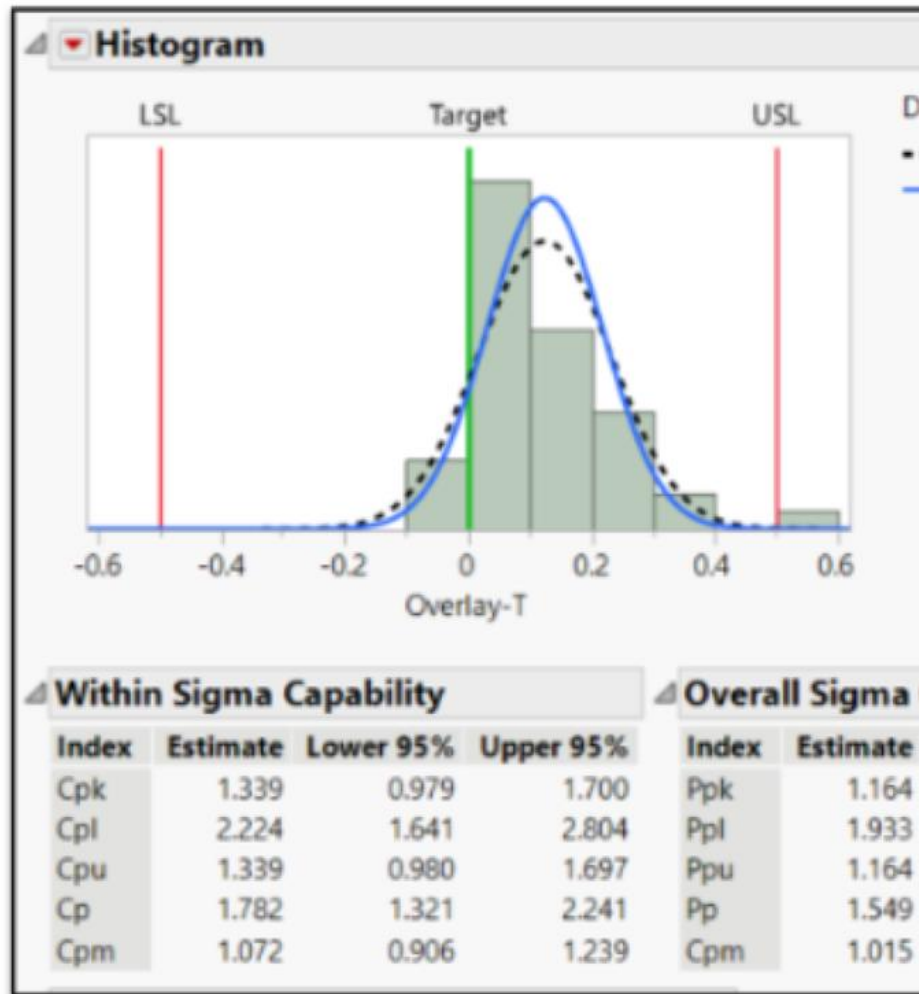 Histogram
LSL Target USL D
-0.6 -0.4 -0.2 0 0.2 0.4 0.6
Overlay-T
Within Sigma Capability
Index Estimate Lower 95% Upper 95%
Cpk 1.339 0.979 1.700
Cpl 2.224 1.641 2.804
Cpu 1.339 0.980 1.697
Cp 1.782 1.321 2.241
Cpm 1.072 0.906 1.239
Overall Sigma
Index Estimate
Ppk 1.164
Ppl 1.933
Ppu 1.164
Pp 1.549
Cpm 1.015